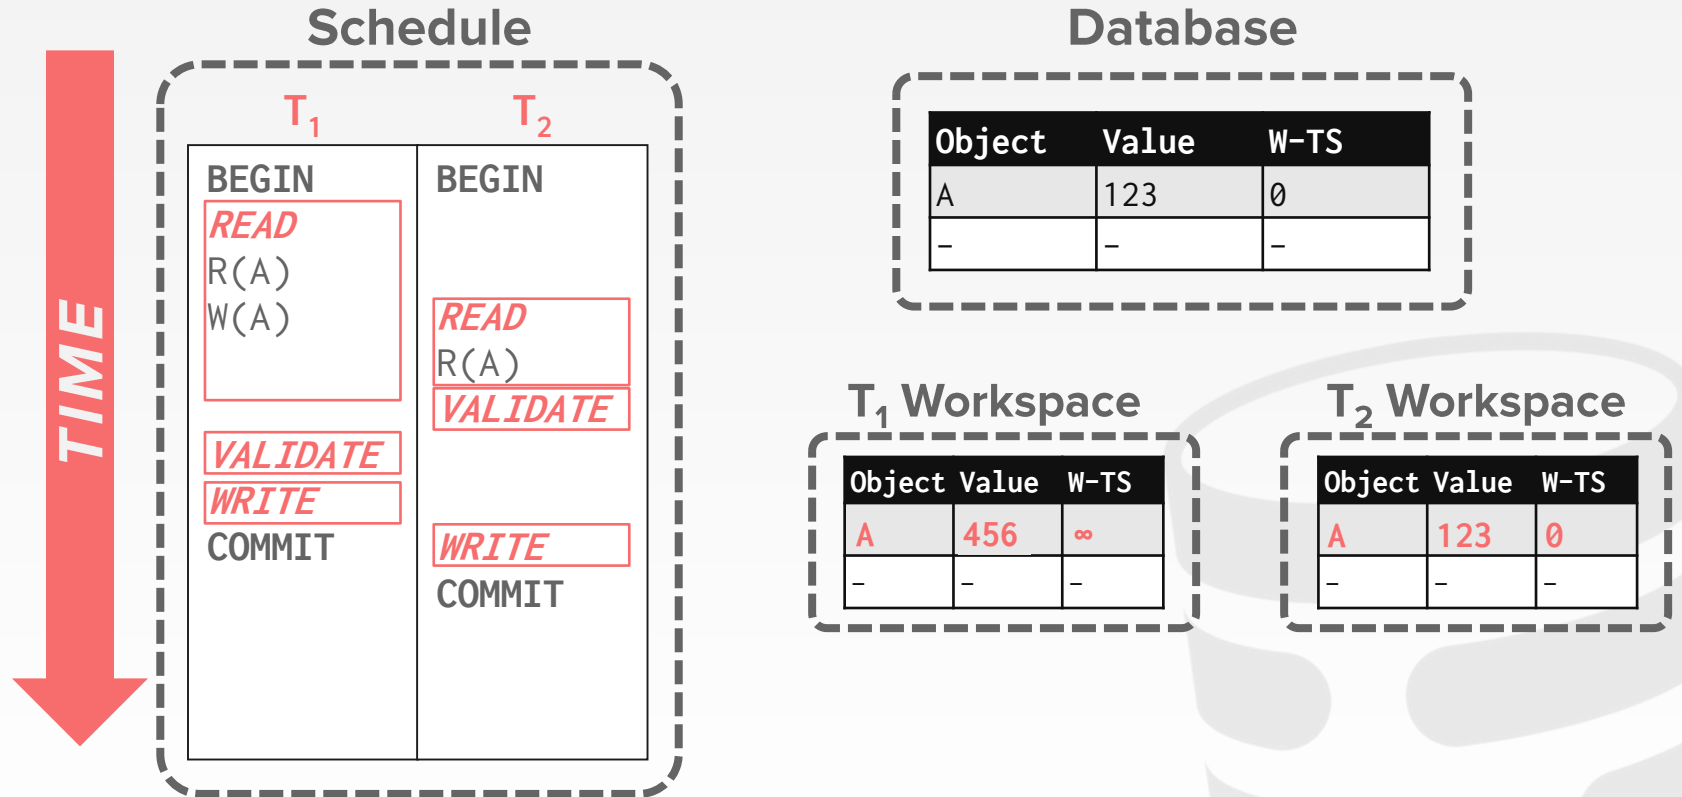 Schedule
Database
TIME
T1 T2
BEGIN BEGIN
READ
R(A)
W(A) READ
R(A)
VALIDATE
VALIDATE
WRITE
COMMIT WRITE
COMMIT
Object Value W-TS
A 123 0
– – –
T1 Workspace
Object Value W-TS
A 456 ∞
– – –
T2 Workspace
Object Value W-TS
A 123 0
– – –